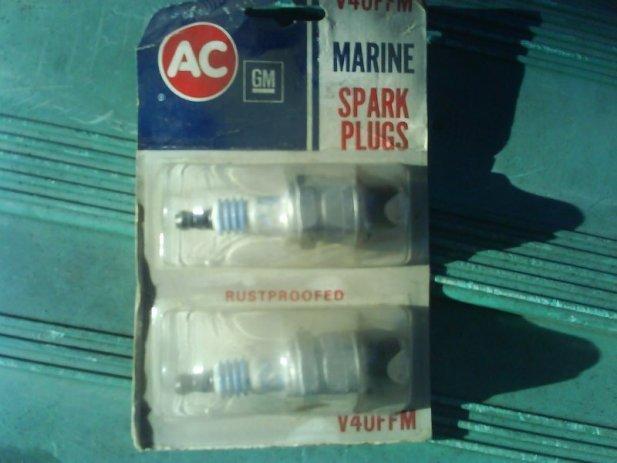 V40FFM
AC
®
GM
MARINE
SPARK
PLUGS
RUSTPROOFED
V40FFM